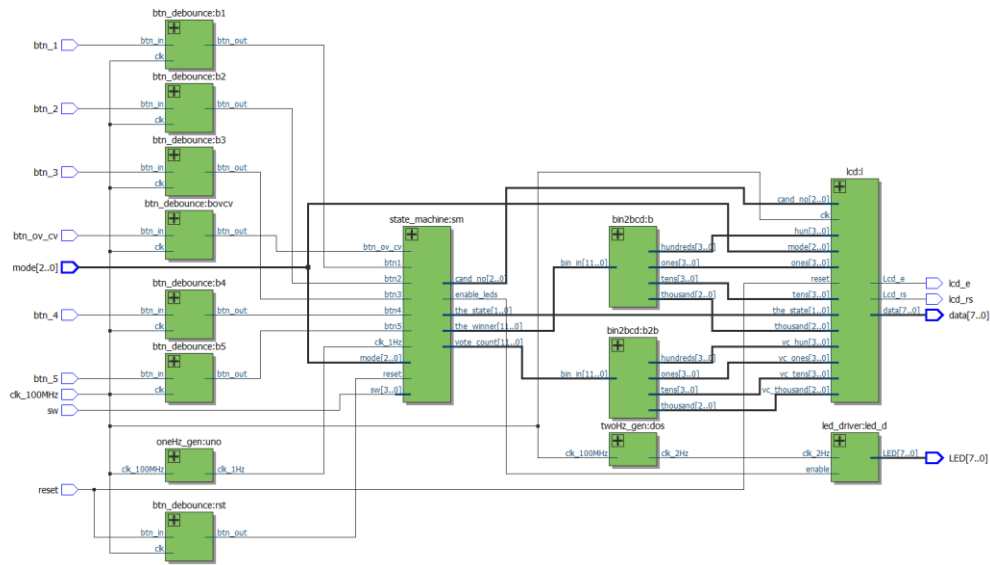 btn_debounce:b1
btn_1
btn_in
btn_out
clk
btn_debounce:b2
btn_2
btn_in
btn_out
clk
btn_debounce:b3
btn_3
btn_in
btn_out
clk
btn_debounce:bovcv
btn_ov_cv
btn_in
btn_out
clk
mode[2..0]
btn_debounce:b4
btn_4
btn_in
btn_out
clk
btn_debounce:b5
btn_5
btn_in
btn_out
clk_100MHz
clk
sw
oneHz_gen:uno
clk_100MHz
clk_1Hz
reset
btn_debounce:rst
btn_in
btn_out
clk
state_machine:sm
btn_ov_cv
btn1
btn2
btn3
btn4
btn5
clk_1Hz
mode[2..0]
reset
sw[3..0]
cand_no[2..0]
enable_leds
the_state[1..0]
the_winner[11..0]
vote_count[11..0]
bin2bcd:b
bin_in[11..0]
hundreds[3..0]
ones[3..0]
tens[3..0]
thousand[2..0]
bin2bcd:b2b
bin_in[11..0]
hundreds[3..0]
ones[3..0]
tens[3..0]
thousand[2..0]
twoHz_gen:dos
clk_100MHz
clk_2Hz
lcd:l
cand_no[2..0]
clk
hun[3..0]
mode[2..0]
ones[3..0]
reset
tens[3..0]
the_state[1..0]
thousand[2..0]
vc_hun[3..0]
vc_ones[3..0]
vc_tens[3..0]
vc_thousand[2..0]
Lcd_e
Lcd_rs
data[7..0]
lcd_e
lcd_rs
data[7..0]
led_driver:led_d
clk_2Hz
enable
LED[7..0]
LED[7..0]